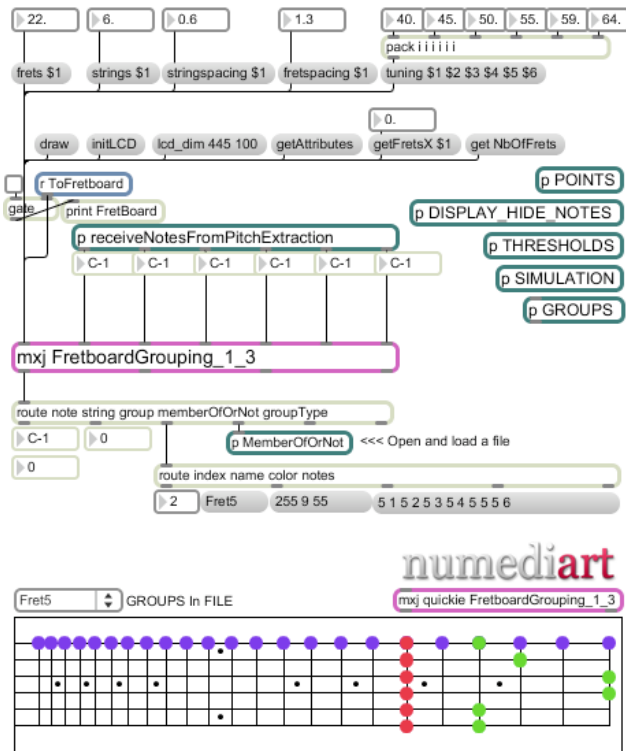 22. 6. 0.6 1.3 40. 45. 50. 55. 59. 64.
pack i i i i i i
frets $1 strings $1 stringspacing $1 fretspacing $1 tuning $1 $2 $3 $4 $5 $6
0.
draw initLCD lcd_dim 445 100 getAttributes getFretsX $1 get NbOfFrets
r ToFretboard p POINTS
gate print FretBoard p DISPLAY_HIDE_NOTES
p receiveNotesFromPitchExtraction p THRESHOLDS
C-1 C-1 C-1 C-1 C-1 C-1 p SIMULATION
p GROUPS
mxj FretboardGrouping_1_3
route note string group memberOfOrNot groupType
C-1 0 p MemberOfOrNot <<< Open and load a file
0 route index name color notes
2 Fret5 255 9 55 5 1 5 2 5 3 5 4 5 5 5 6
numediart
Fret5 GROUPS In FILE mxj quickie FretboardGrouping_1_3